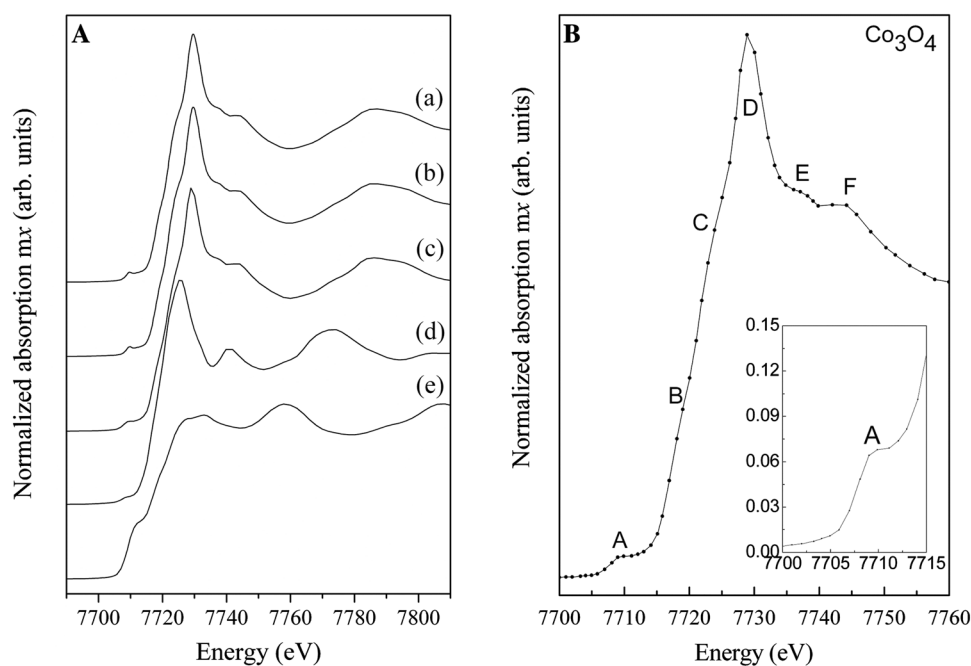 A
(a)
(b)
(c)
(d)
(e)
Normalized absorption mx (arb. units)
7700 7720 7740 7760 7780 7800
Energy (eV)
B
Co3O4
D
E
F
C
B
A
Normalized absorption mx (arb. units)
0.15
0.12
0.09
0.06
0.03
0.00
A
7700 7705 7710 7715
7700 7710 7720 7730 7740 7750 7760
Energy (eV)